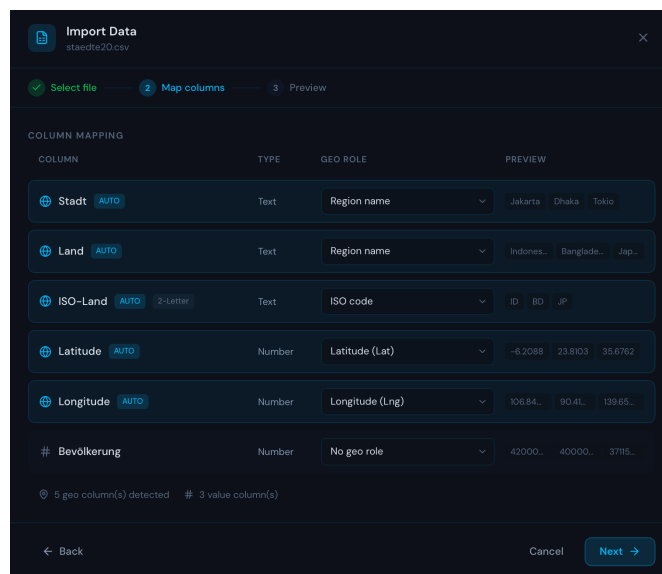 Import Data
staedte20.csv
Select file
2 Map columns
3 Preview
COLUMN MAPPING
COLUMN TYPE GEO ROLE PREVIEW
Stadt AUTO Text Region name Jakarta Dhaka Tokio
Land AUTO Text Region name Indones... Banglade... Jap...
ISO-Land AUTO 2-Letter Text ISO code ID BD JP
Latitude AUTO Number Latitude (Lat) -6.2088 23.8103 35.6762
Longitude AUTO Number Longitude (Lng) 106.84... 90.41... 139.65...
# Bevölkerung Number No geo role 42000... 40000... 37115...
5 geo column(s) detected # 3 value column(s)
← Back Cancel Next →